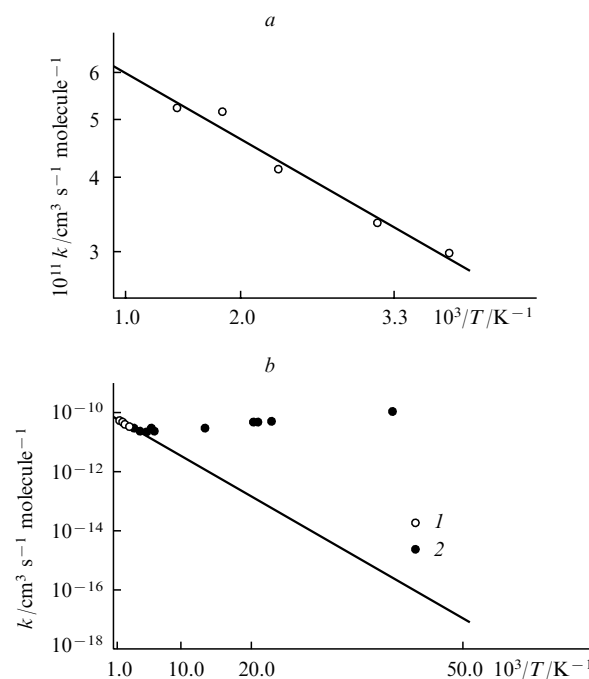 a
6
5
4
3
10¹¹ k/cm³ s⁻¹ molecule⁻¹
1.0 2.0 3.3 10³/T/K⁻¹
b
10⁻¹⁰
10⁻¹²
10⁻¹⁴
10⁻¹⁶
10⁻¹⁸
k/cm³ s⁻¹ molecule⁻¹
1
2
1.0 10.0 20.0 50.0 10³/T/K⁻¹